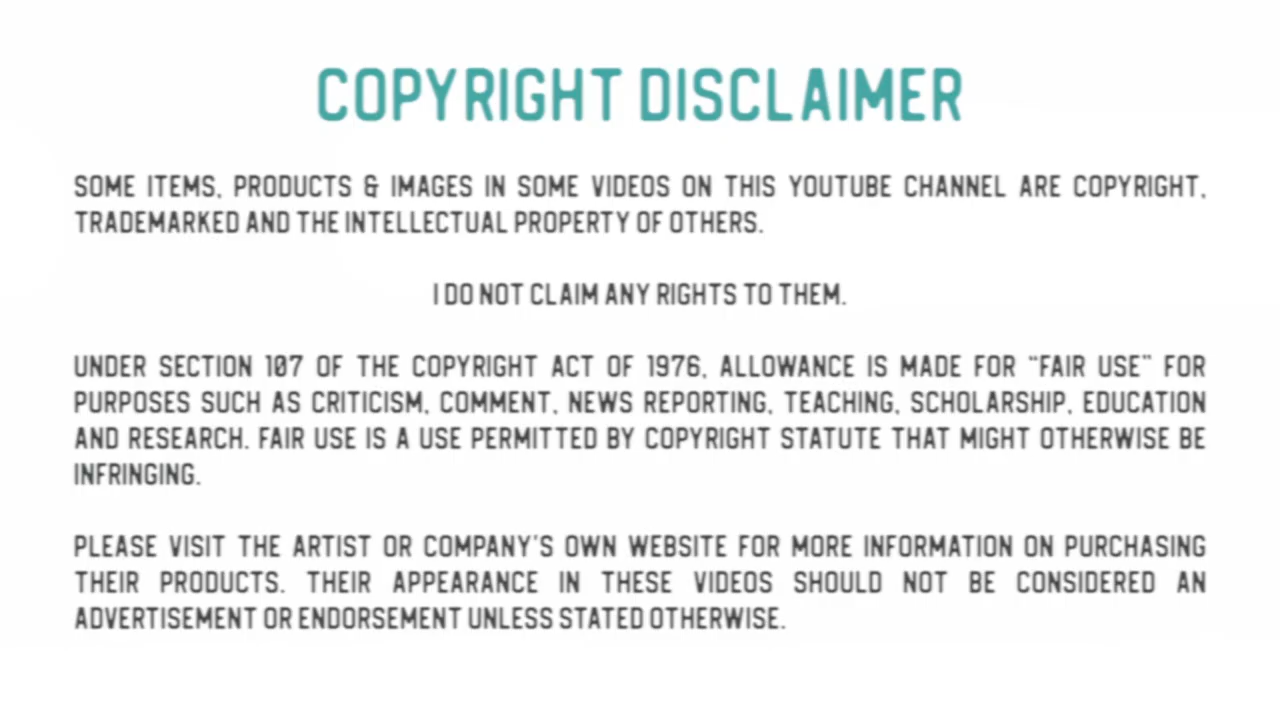 COPYRIGHT DISCLAIMER
SOME ITEMS, PRODUCTS & IMAGES IN SOME VIDEOS ON THIS YOUTUBE CHANNEL ARE COPYRIGHT,
TRADEMARKED AND THE INTELLECTUAL PROPERTY OF OTHERS.
I DO NOT CLAIM ANY RIGHTS TO THEM.
UNDER SECTION 107 OF THE COPYRIGHT ACT OF 1976, ALLOWANCE IS MADE FOR “FAIR USE” FOR
PURPOSES SUCH AS CRITICISM, COMMENT, NEWS REPORTING, TEACHING, SCHOLARSHIP, EDUCATION
AND RESEARCH. FAIR USE IS A USE PERMITTED BY COPYRIGHT STATUTE THAT MIGHT OTHERWISE BE
INFRINGING.
PLEASE VISIT THE ARTIST OR COMPANY'S OWN WEBSITE FOR MORE INFORMATION ON PURCHASING
THEIR PRODUCTS. THEIR APPEARANCE IN THESE VIDEOS SHOULD NOT BE CONSIDERED AN
ADVERTISEMENT OR ENDORSEMENT UNLESS STATED OTHERWISE.